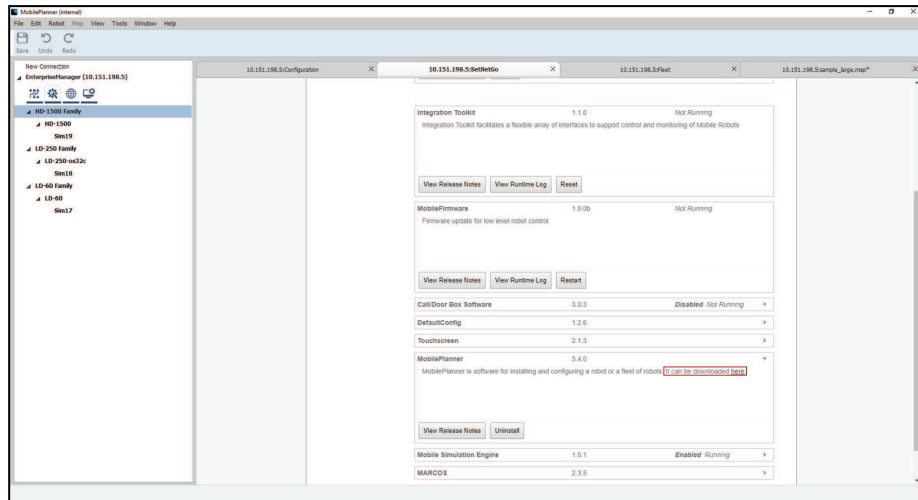 MobilePlanner (internal)
File Edit Robot Map View Tools Window Help
Save Undo Redo
New Connection
EnterpriseManager (10.151.198.5)
HD-1500 Family
HD-1500
Sim19
LD-250 Family
LD-250-os32c
Sim18
LD-60 Family
LD-60
Sim17
10.151.198.5:Configuration
10.151.198.5:SetNetGo
10.151.198.5:Fleet
10.151.198.5:sample_large.map*
Integration Toolkit 1.1.0 Not Running
Integration Toolkit facilitates a flexible array of interfaces to support control and monitoring of Mobile Robots
View Release Notes View Runtime Log Reset
MobileFirmware 1.0.0b Not Running
Firmware update for low level robot control
View Release Notes View Runtime Log Restart
Call/Door Box Software 3.0.3 Disabled Not Running
DefaultConfig 1.2.6
Touchscreen 2.1.3
MobilePlanner 5.4.0
MobilePlanner is software for installing and configuring a robot or a fleet of robots. It can be downloaded here.
View Release Notes Uninstall
Mobile Simulation Engine 1.0.1 Enabled Running
MARCOS 2.3.5